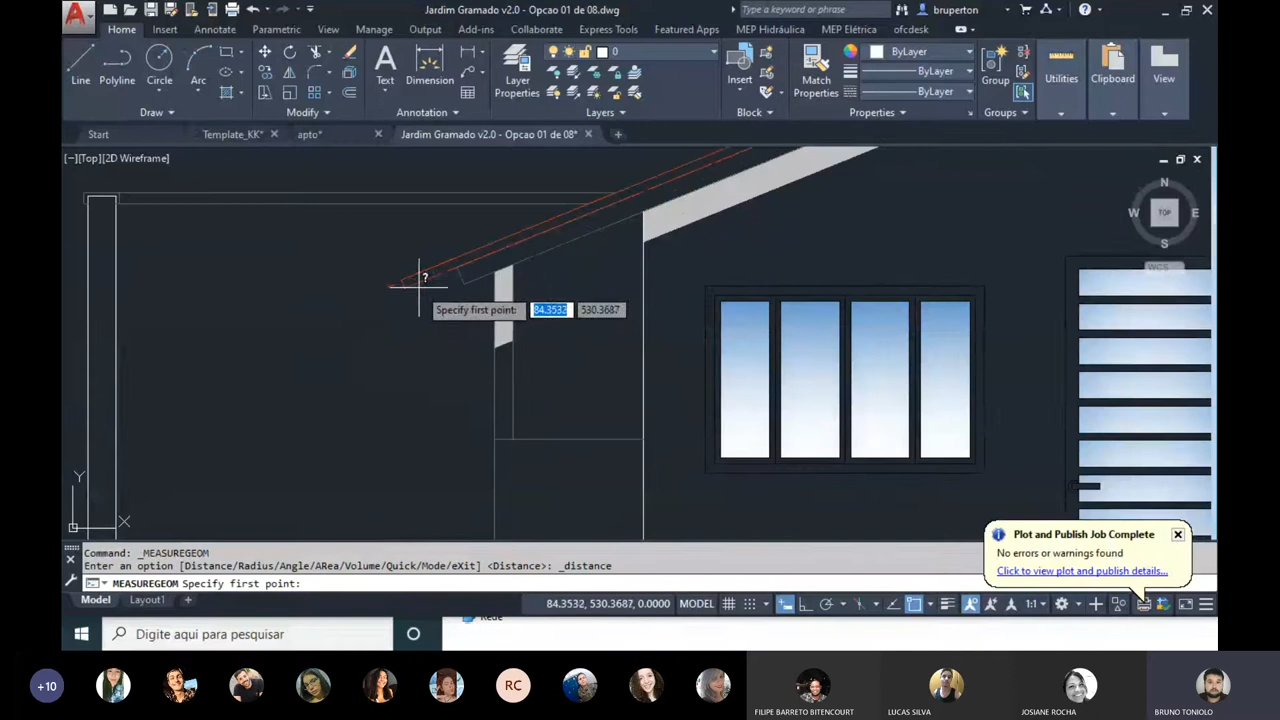 Jardim Gramado v2.0 - Opcao 01 de 08.dwg
Type a keyword or phrase
bruperton
Home Insert Annotate Parametric View Manage Output Add-ins Collaborate Express Tools Featured Apps MEP Hidráulica MEP Elétrica ofcdesk
Line Polyline Circle Arc
Text Dimension
Layer Properties
0
Insert
Match Properties
ByLayer
ByLayer
ByLayer
Group
Utilities
Clipboard
View
Draw Modify Annotation Layers Block Properties Groups
Start Template_KK* apto* Jardim Gramado v2.0 - Opcao 01 de 08*
[−][Top][2D Wireframe]
N
W TOP E
S
WCS
?
Specify first point: 84.3532 530.3687
Y
X
Plot and Publish Job Complete
No errors or warnings found
Click to view plot and publish details...
Command: _MEASUREGEOM
Enter an option [Distance/Radius/Angle/ARea/Volume/Quick/Mode/eXit] <Distance>: _distance
MEASUREGEOM Specify first point:
Model Layout1 +
84.3532, 530.3687, 0.0000 MODEL 1:1
Rede
Digite aqui para pesquisar
+10
RC
FILIPE BARRETO BITENCOURT
LUCAS SILVA
JOSIANE ROCHA
BRUNO TONIOLO